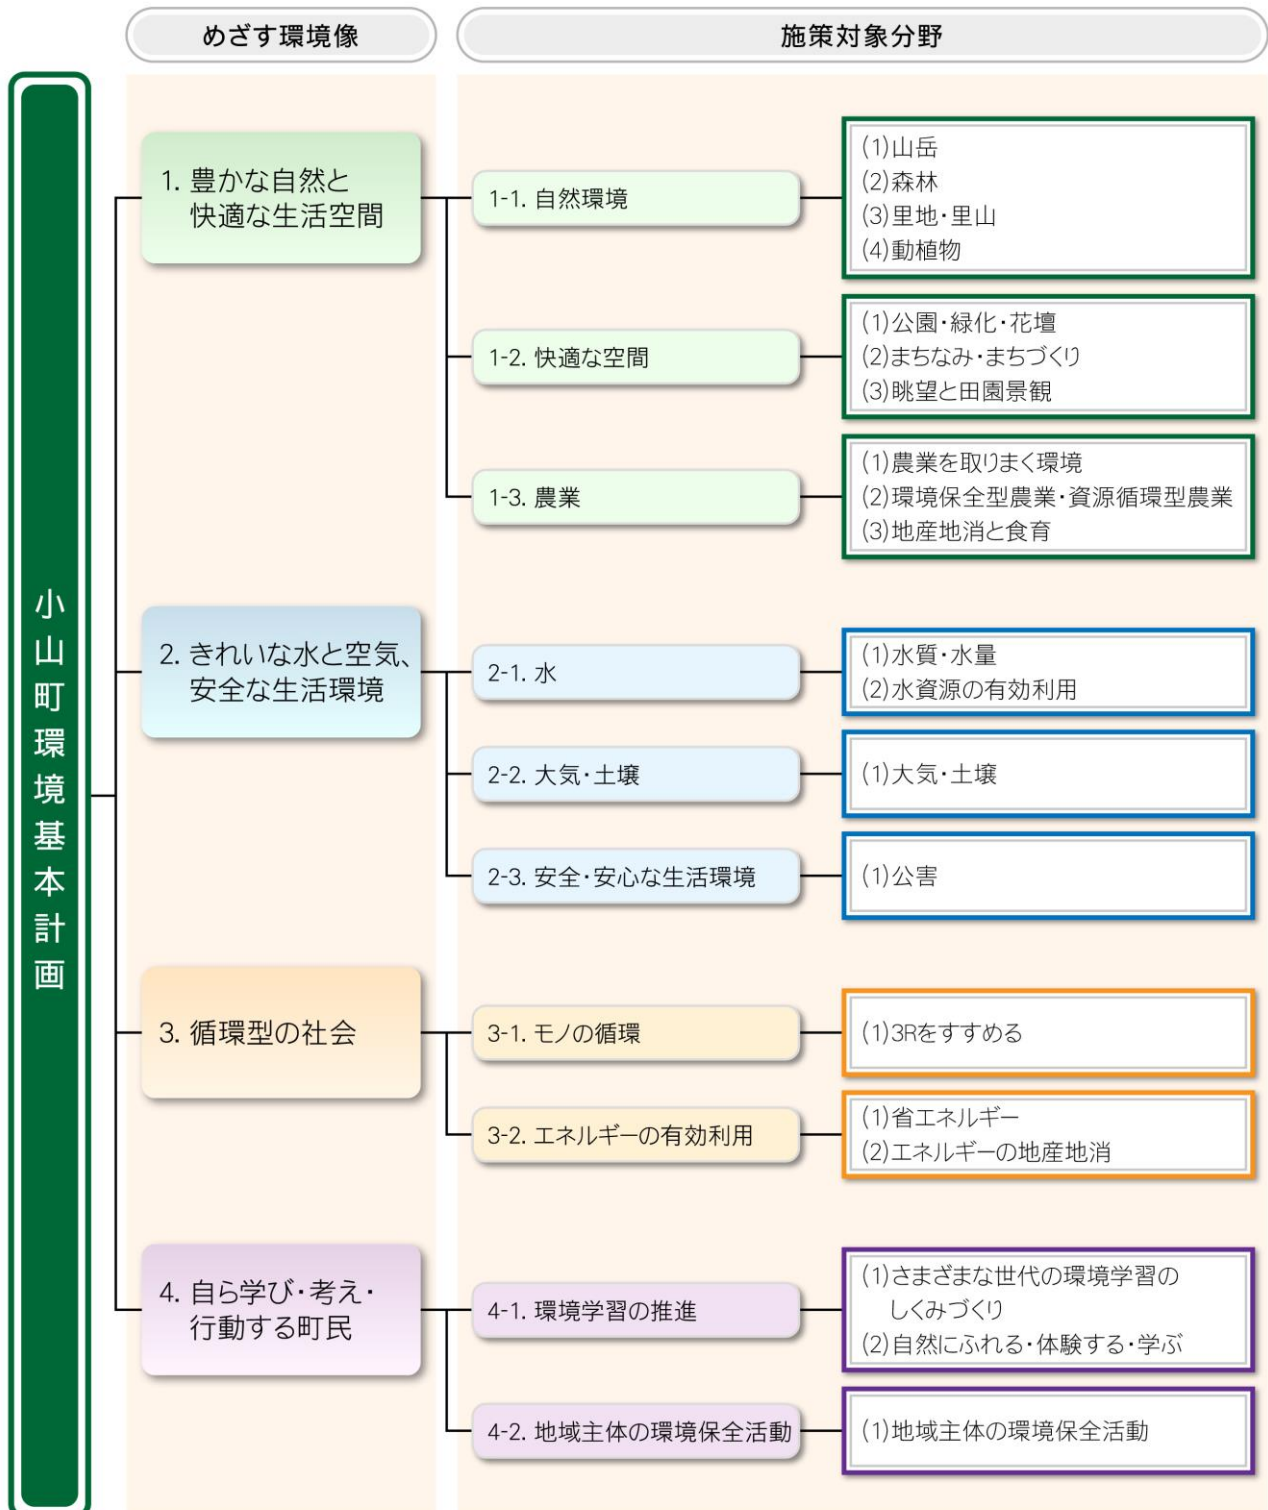 めざす環境像
施策対象分野
小山町環境基本計画
1. 豊かな自然と
快適な生活空間
1-1. 自然環境
(1)山岳
(2)森林
(3)里地・里山
(4)動植物
1-2. 快適な空間
(1)公園・緑化・花壇
(2)まちなみ・まちづくり
(3)眺望と田園景観
1-3. 農業
(1)農業を取りまく環境
(2)環境保全型農業・資源循環型農業
(3)地産地消と食育
2. きれいな水と空気、
安全な生活環境
2-1. 水
(1)水質・水量
(2)水資源の有効利用
2-2. 大気・土壌
(1)大気・土壌
2-3. 安全・安心な生活環境
(1)公害
3. 循環型の社会
3-1. モノの循環
(1)3Rをすすめる
3-2. エネルギーの有効利用
(1)省エネルギー
(2)エネルギーの地産地消
4. 自ら学び・考え・
行動する町民
4-1. 環境学習の推進
(1)さまざまな世代の環境学習の
しくみづくり
(2)自然にふれる・体験する・学ぶ
4-2. 地域主体の環境保全活動
(1)地域主体の環境保全活動